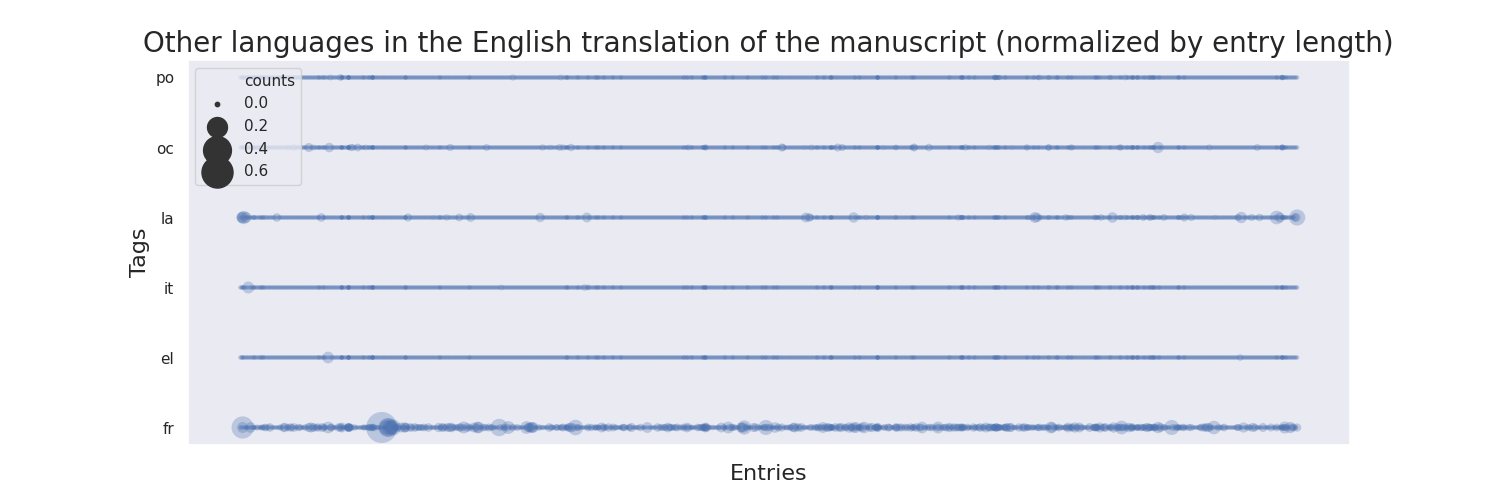 Other languages in the English translation of the manuscript (normalized by entry length)
po
oc
la
it
el
fr
Tags
counts
0.0
0.2
0.4
0.6
Entries